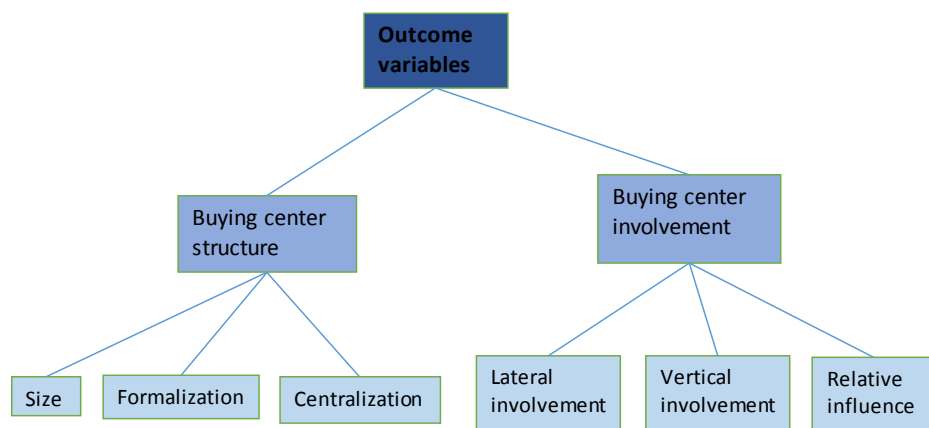 Outcome
variables
Buying center
structure
Buying center
involvement
Size
Formalization
Centralization
Lateral
involvement
Vertical
involvement
Relative
influence